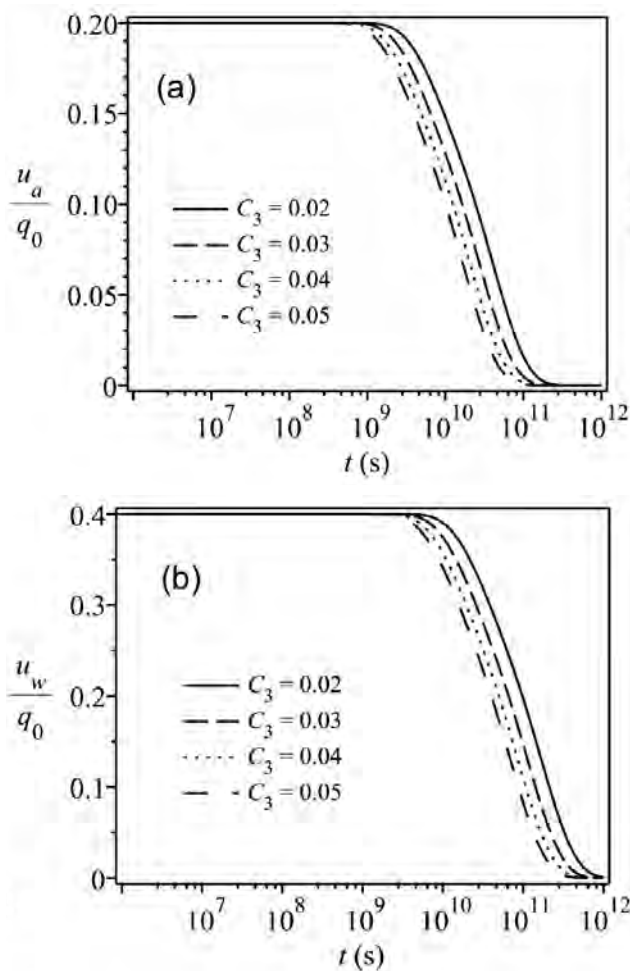 (a)
u_a
q_0
0.20
0.15
0.10
0.05
0
C_3 = 0.02
C_3 = 0.03
C_3 = 0.04
C_3 = 0.05
10^7 10^8 10^9 10^10 10^11 10^12
t (s)
(b)
u_w
q_0
0.4
0.3
0.2
0.1
0
C_3 = 0.02
C_3 = 0.03
C_3 = 0.04
C_3 = 0.05
10^7 10^8 10^9 10^10 10^11 10^12
t (s)